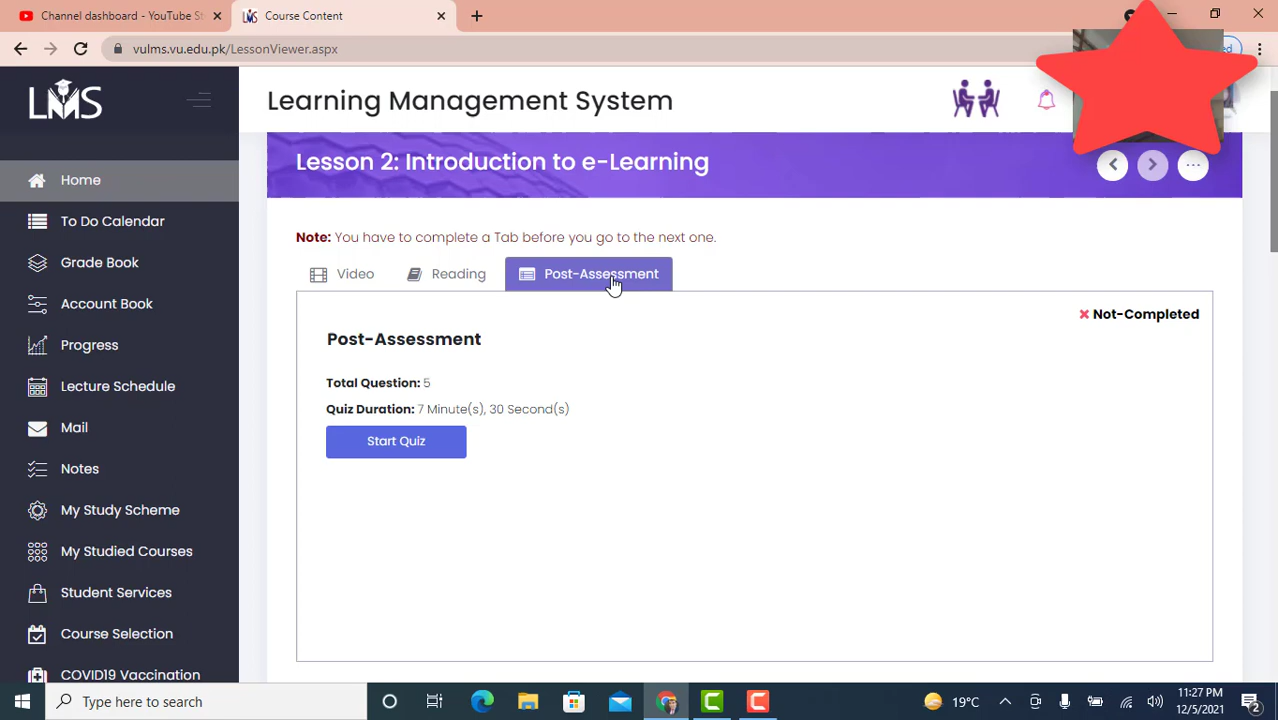 Channel dashboard - YouTube St
Course Content
vulms.vu.edu.pk/LessonViewer.aspx
LMS
Learning Management System
Lesson 2: Introduction to e-Learning
Home
To Do Calendar
Grade Book
Account Book
Progress
Lecture Schedule
Mail
Notes
My Study Scheme
My Studied Courses
Student Services
Course Selection
COVID19 Vaccination
Note: You have to complete a Tab before you go to the next one.
Video
Reading
Post-Assessment
Not-Completed
Post-Assessment
Total Question: 5
Quiz Duration: 7 Minute(s), 30 Second(s)
Start Quiz
Type here to search
19°C
11:27 PM
12/5/2021
2